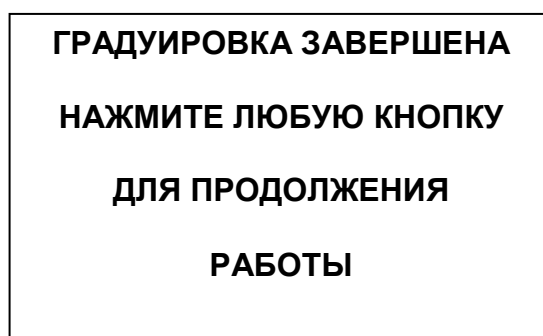 ГРАДУИРОВКА ЗАВЕРШЕНА
НАЖМИТЕ ЛЮБУЮ КНОПКУ
ДЛЯ ПРОДОЛЖЕНИЯ
РАБОТЫ